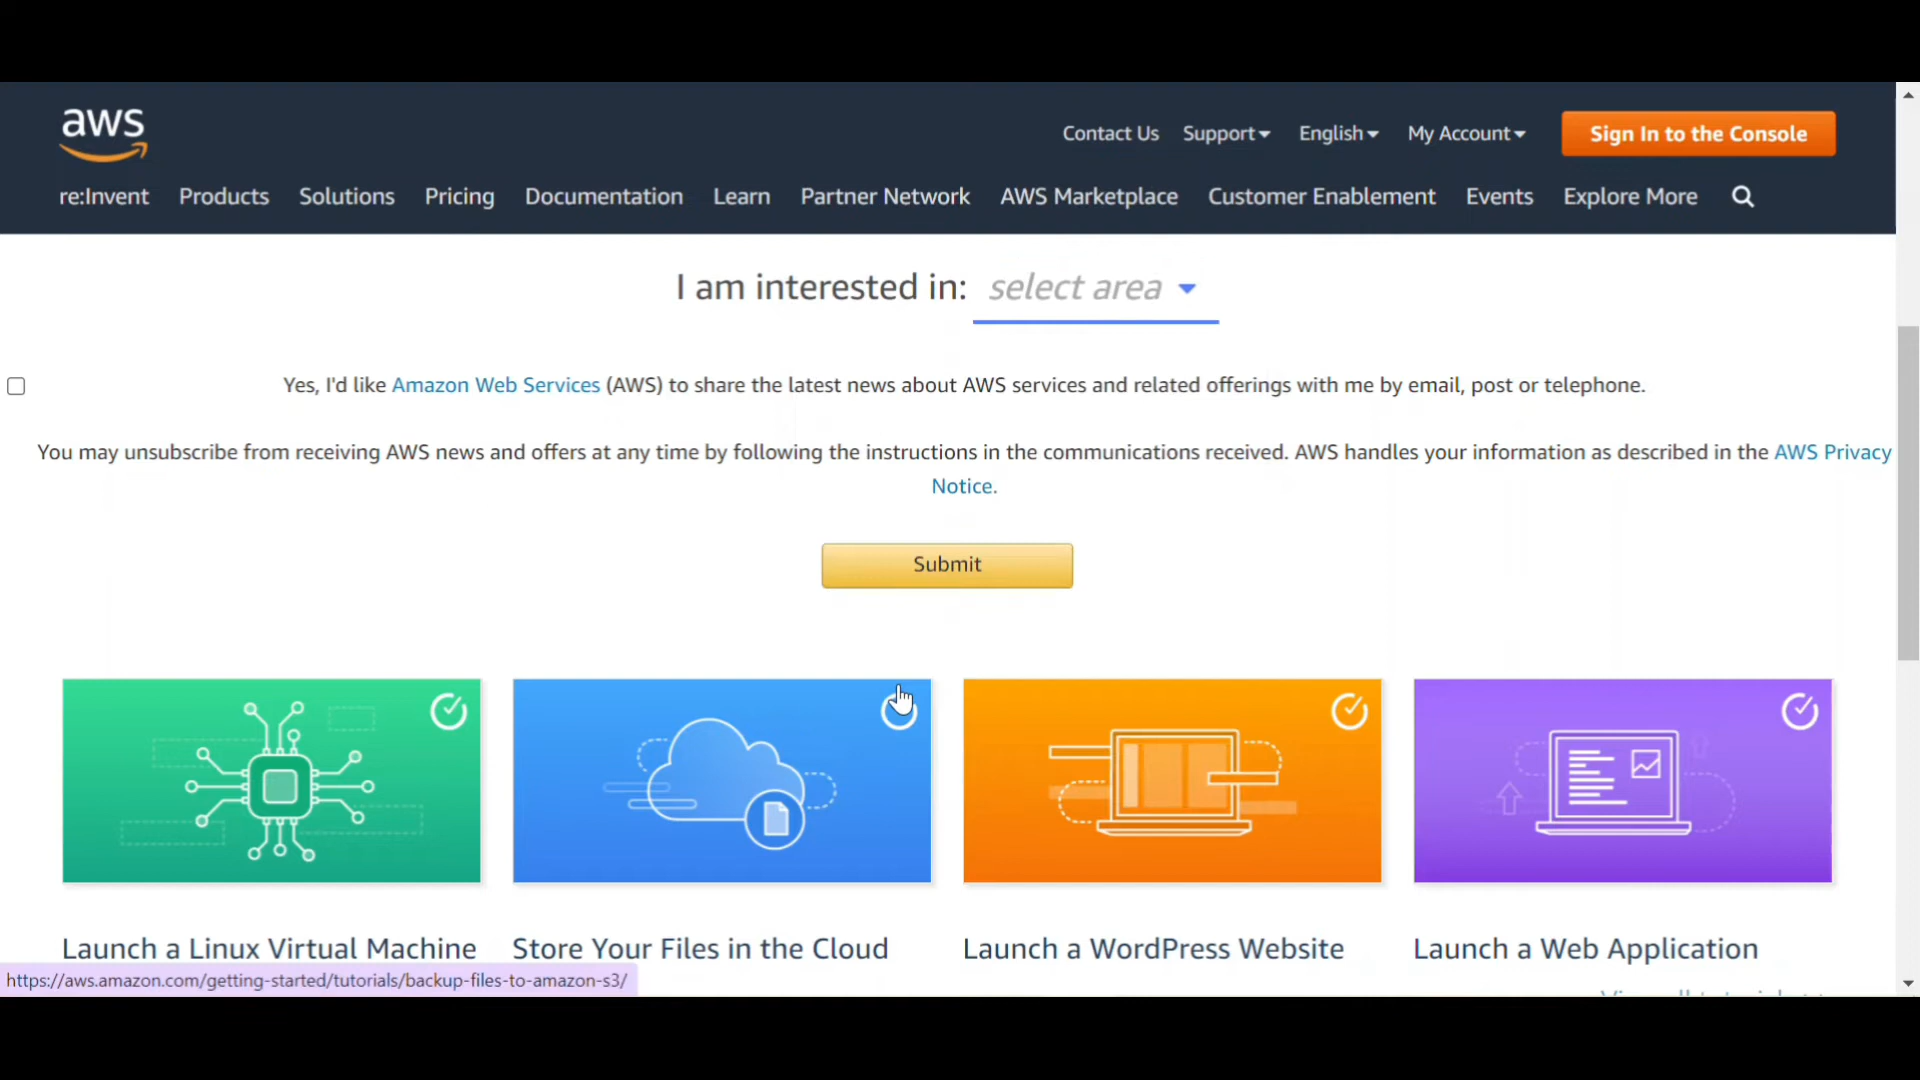 aws
Contact Us Support English My Account Sign In to the Console
re:Invent Products Solutions Pricing Documentation Learn Partner Network AWS Marketplace Customer Enablement Events Explore More
I am interested in: select area
Yes, I'd like Amazon Web Services (AWS) to share the latest news about AWS services and related offerings with me by email, post or telephone.
You may unsubscribe from receiving AWS news and offers at any time by following the instructions in the communications received. AWS handles your information as described in the AWS Privacy
Notice.
Submit
Launch a Linux Virtual Machine Store Your Files in the Cloud Launch a WordPress Website Launch a Web Application
https://aws.amazon.com/getting-started/tutorials/backup-files-to-amazon-s3/